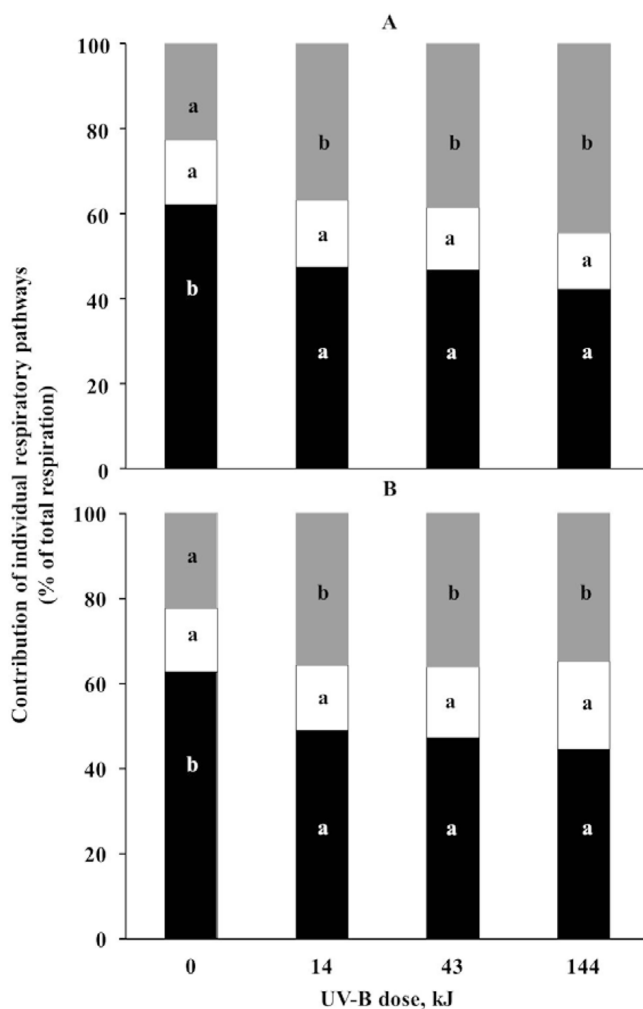 A
Contribution of individual respiratory pathways
(% of total respiration)
100
80
60
40
20
0
a
b
b
b
a
a
a
a
b
a
a
a
B
100
80
60
40
20
0
a
b
b
b
a
a
a
a
b
a
a
a
0 14 43 144
UV-B dose, kJ